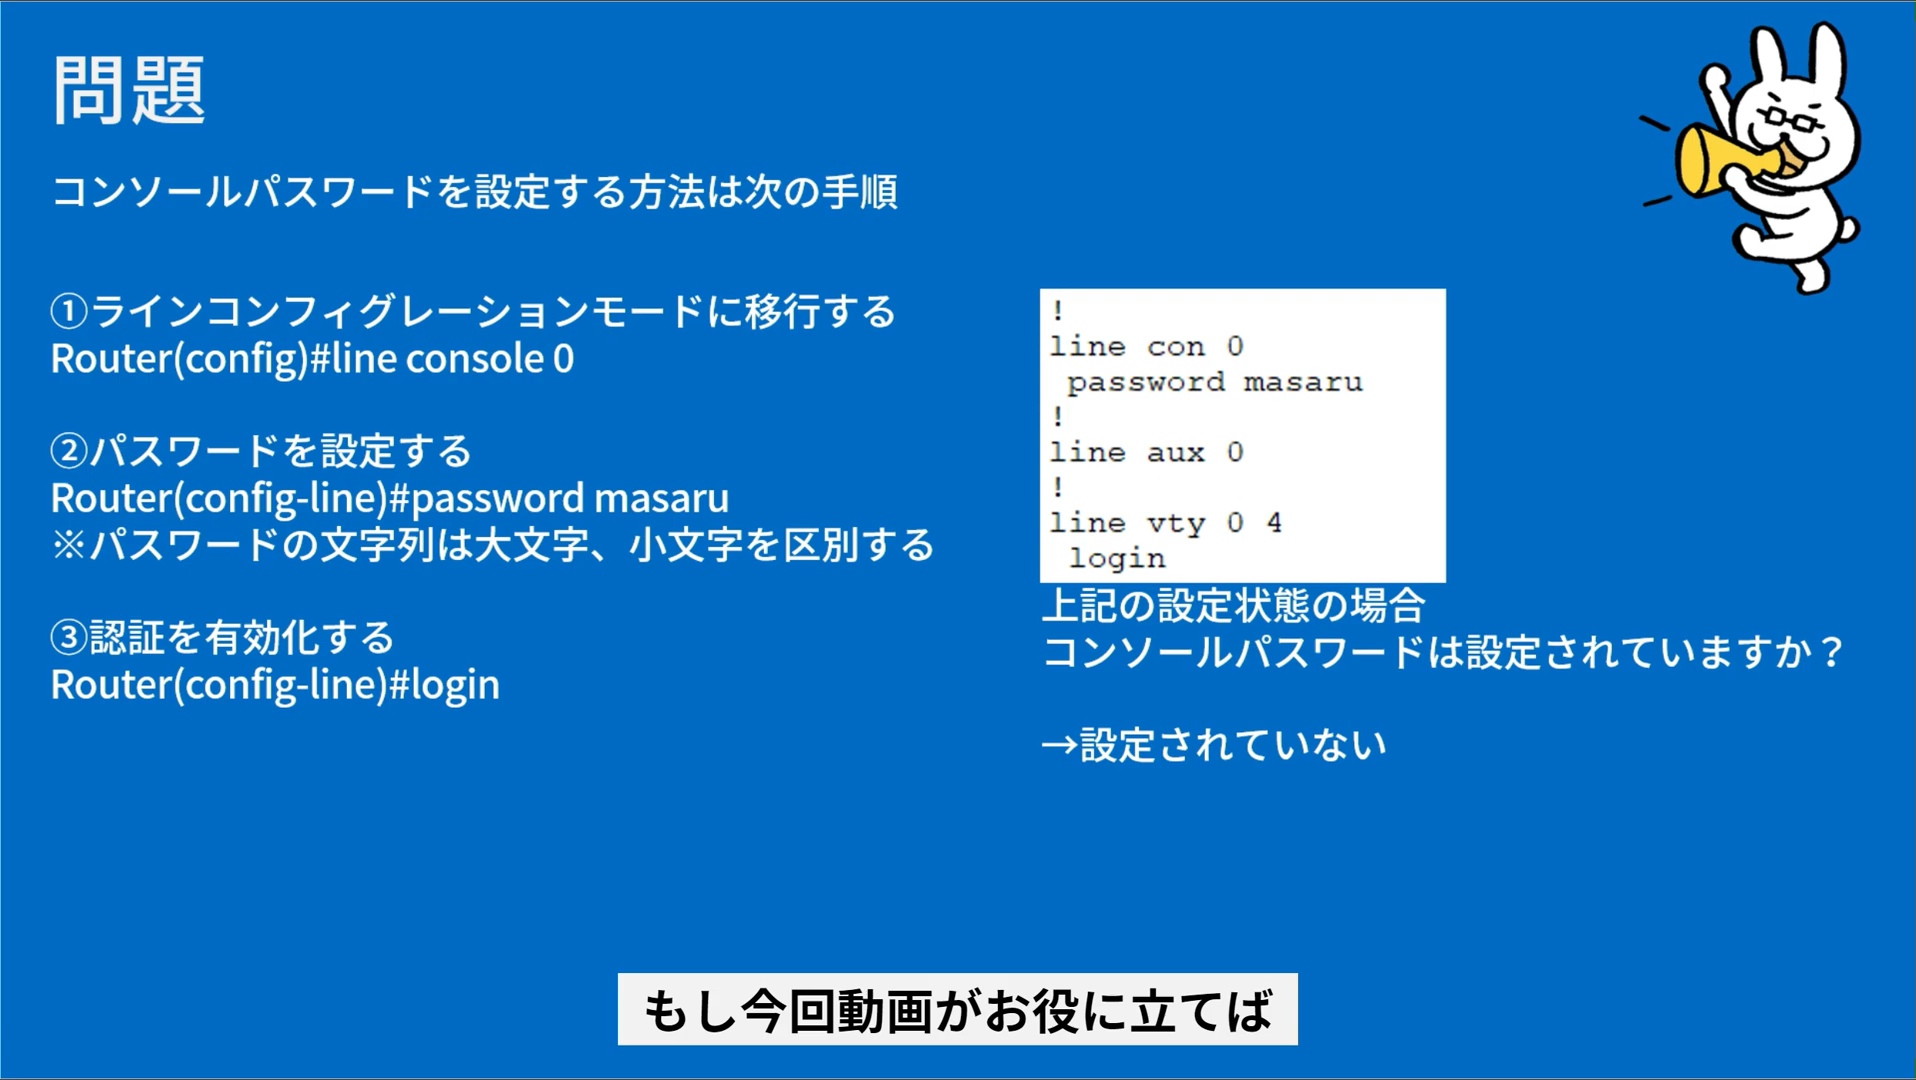 問題
コンソールパスワードを設定する方法は次の手順
①ラインコンフィグレーションモードに移行する
Router(config)#line console 0
②パスワードを設定する
Router(config-line)#password masaru
※パスワードの文字列は大文字、小文字を区別する
③認証を有効化する
Router(config-line)#login
!
line con 0
password masaru
!
line aux 0
!
line vty 0 4
login
上記の設定状態の場合
コンソールパスワードは設定されていますか？
→設定されていない
もし今回動画がお役に立てば